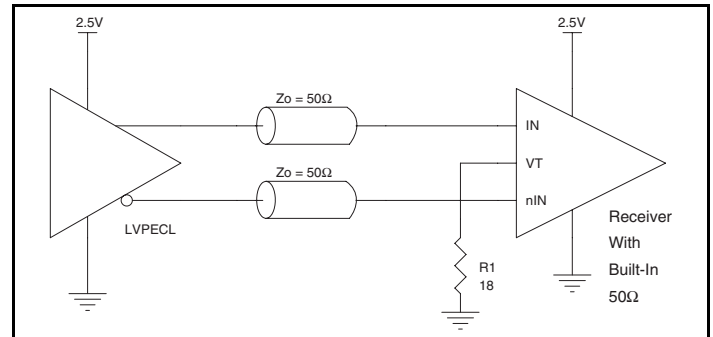 2.5V
2.5V
Zo = 50Ω
IN
VT
Zo = 50Ω
nIN
LVPECL
Receiver
With
Built-In
50Ω
R1
18